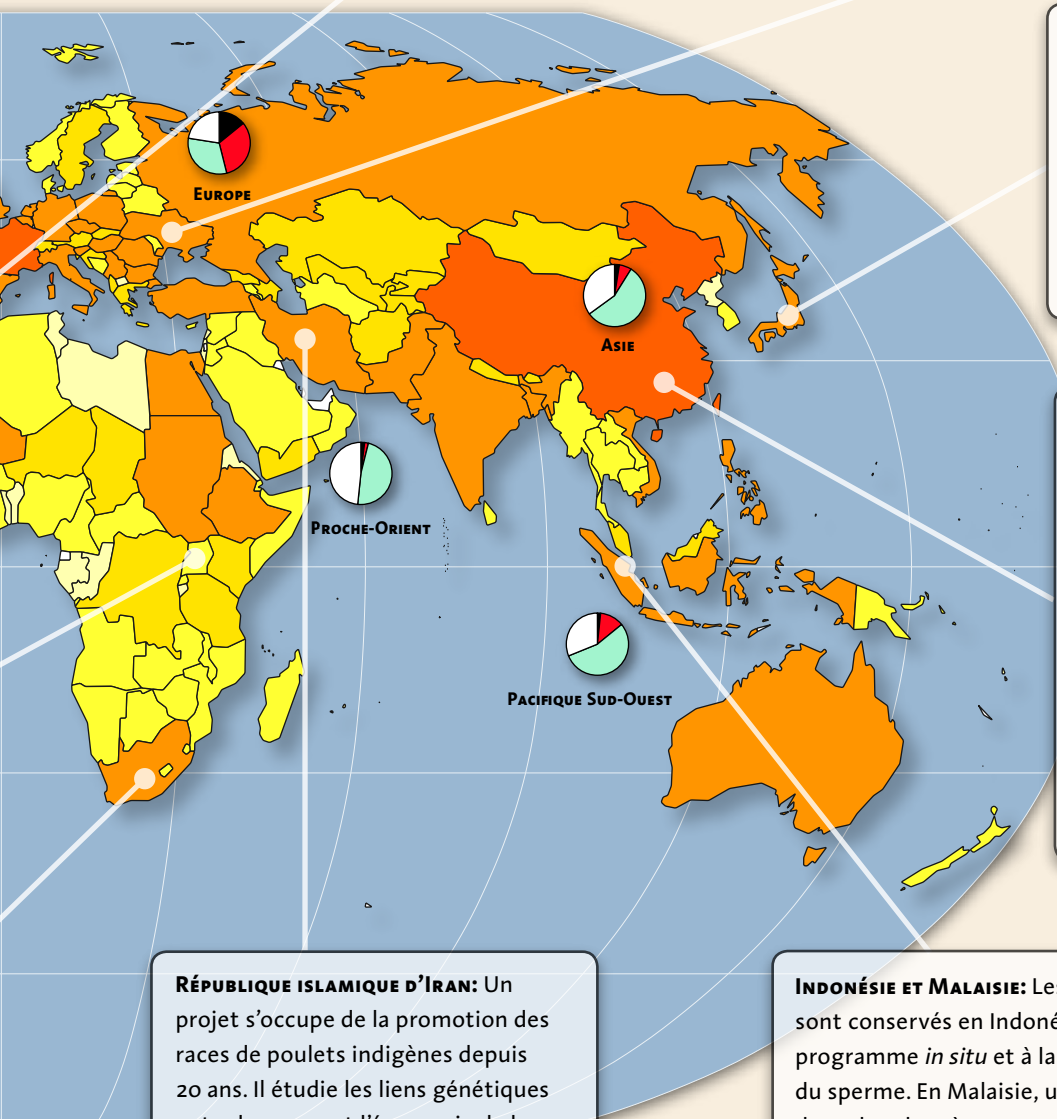 Europe
Asie
Proche-Orient
Pacifique Sud-Ouest
République islamique d'Iran: Un
projet s'occupe de la promotion des
races de poulets indigènes depuis
20 ans. Il étudie les liens génétiques
Indonésie et Malaisie: Les
sont conservés en Indoné
programme in situ et à la
du sperme. En Malaisie, u